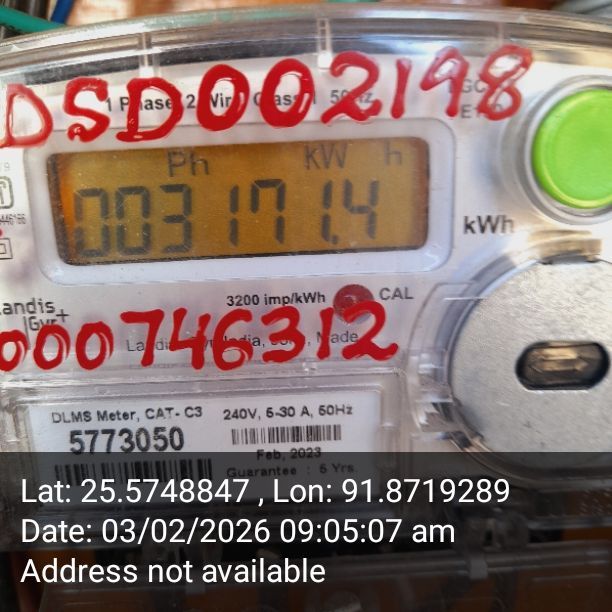 DSD002198
1 Phase, 2
Ph kW h
003171.4
kWh
3200 imp/kWh CAL
000746312
DLMS Meter, CAT- C3 240V, 5-30 A, 50Hz
5773050
Feb, 2023
Guarantee : 5 Yrs
Lat: 25.5748847 , Lon: 91.8719289
Date: 03/02/2026 09:05:07 am
Address not available